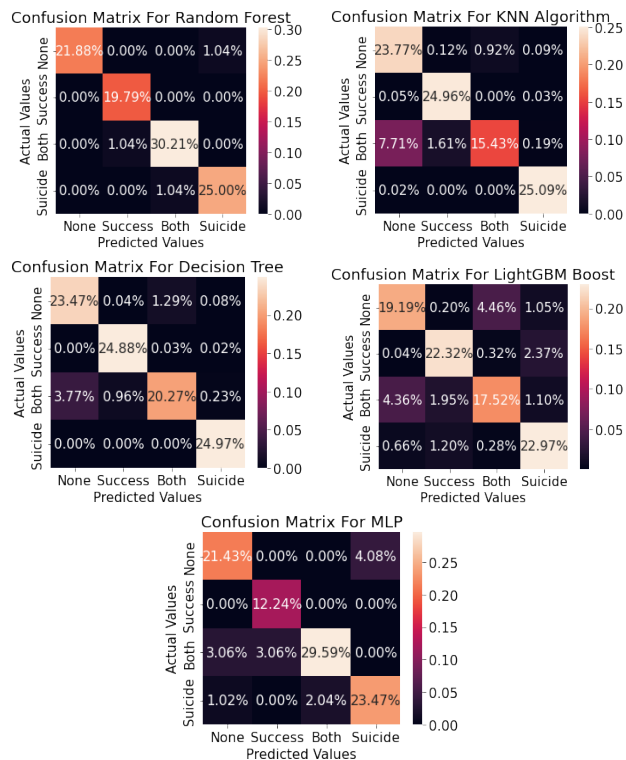 Confusion Matrix For Random Forest
Actual Values
None
Success
Both
Suicide
21.88% 0.00% 0.00% 1.04%
0.00% 19.79% 0.00% 0.00%
0.00% 1.04% 30.21% 0.00%
0.00% 0.00% 1.04% 25.00%
None Success Both Suicide
Predicted Values
0.30
0.25
0.20
0.15
0.10
0.05
0.00
Confusion Matrix For KNN Algorithm
Actual Values
None
Success
Both
Suicide
23.77% 0.12% 0.92% 0.09%
0.05% 24.96% 0.00% 0.03%
7.71% 1.61% 15.43% 0.19%
0.02% 0.00% 0.00% 25.09%
None Success Both Suicide
Predicted Values
0.25
0.20
0.15
0.10
0.05
0.00
Confusion Matrix For Decision Tree
Actual Values
None
Success
Both
Suicide
23.47% 0.04% 1.29% 0.08%
0.00% 24.88% 0.03% 0.02%
3.77% 0.96% 20.27% 0.23%
0.00% 0.00% 0.00% 24.97%
None Success Both Suicide
Predicted Values
0.20
0.15
0.10
0.05
0.00
Confusion Matrix For LightGBM Boost
Actual Values
None
Success
Both
Suicide
19.19% 0.20% 4.46% 1.05%
0.04% 22.32% 0.32% 2.37%
4.36% 1.95% 17.52% 1.10%
0.66% 1.20% 0.28% 22.97%
None Success Both Suicide
Predicted Values
0.20
0.15
0.10
0.05
Confusion Matrix For MLP
Actual Values
None
Success
Both
Suicide
21.43% 0.00% 0.00% 4.08%
0.00% 12.24% 0.00% 0.00%
3.06% 3.06% 29.59% 0.00%
1.02% 0.00% 2.04% 23.47%
None Success Both Suicide
Predicted Values
0.25
0.20
0.15
0.10
0.05
0.00